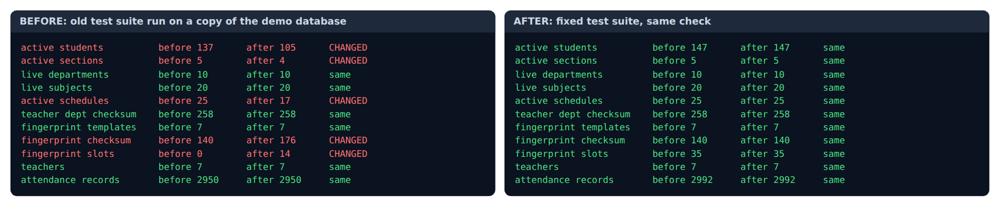 BEFORE: old test suite run on a copy of the demo database
active students before 137 after 105 CHANGED
active sections before 5 after 4 CHANGED
live departments before 10 after 10 same
live subjects before 20 after 20 same
active schedules before 25 after 17 CHANGED
teacher dept checksum before 258 after 258 same
fingerprint templates before 7 after 7 same
fingerprint checksum before 140 after 176 CHANGED
fingerprint slots before 0 after 14 CHANGED
teachers before 7 after 7 same
attendance records before 2950 after 2950 same
AFTER: fixed test suite, same check
active students before 147 after 147 same
active sections before 5 after 5 same
live departments before 10 after 10 same
live subjects before 20 after 20 same
active schedules before 25 after 25 same
teacher dept checksum before 258 after 258 same
fingerprint templates before 7 after 7 same
fingerprint checksum before 140 after 140 same
fingerprint slots before 35 after 35 same
teachers before 7 after 7 same
attendance records before 2992 after 2992 same